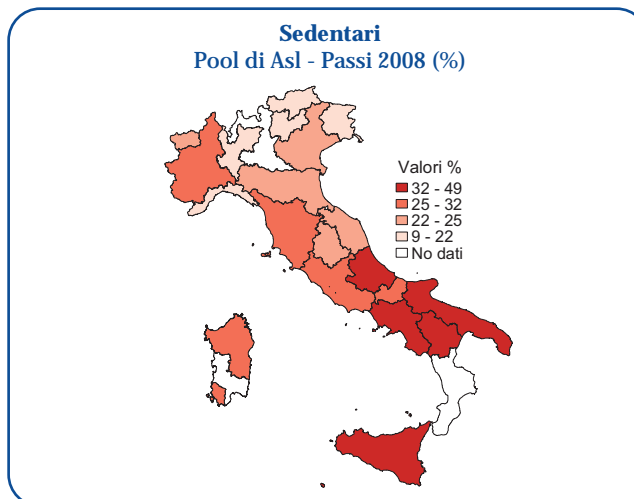 Sedentari
Pool di Asl - Passi 2008 (%)
Valori %
32 - 49
25 - 32
22 - 25
9 - 22
No dati